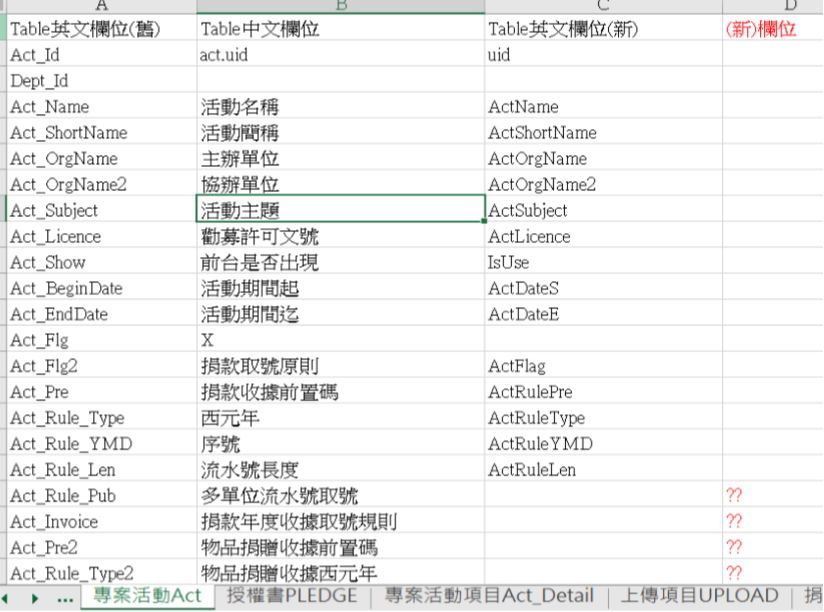 A B C D
Table英文欄位(舊) Table中文欄位 Table英文欄位(新) (新)欄位
Act_Id act.uid uid
Dept_Id
Act_Name 活動名稱 ActName
Act_ShortName 活動簡稱 ActShortName
Act_OrgName 主辦單位 ActOrgName
Act_OrgName2 協辦單位 ActOrgName2
Act_Subject 活動主題 ActSubject
Act_Licence 勸募許可文號 ActLicence
Act_Show 前台是否出現 IsUse
Act_BeginDate 活動期間起 ActDateS
Act_EndDate 活動期間迄 ActDateE
Act_Flg X
Act_Flg2 捐款取號原則 ActFlag
Act_Pre 捐款收據前置碼 ActRulePre
Act_Rule_Type 西元年 ActRuleType
Act_Rule_YMD 序號 ActRuleYMD
Act_Rule_Len 流水號長度 ActRuleLen
Act_Rule_Pub 多單位流水號取號 ??
Act_Invoice 捐款年度收據取號規則 ??
Act_Pre2 物品捐贈收據前置碼 ??
Act_Rule_Type2 物品捐贈收據西元年 ??
... 專案活動Act 授權書PLEDGE 專案活動項目Act_Detail 上傳項目UPLOAD 捐